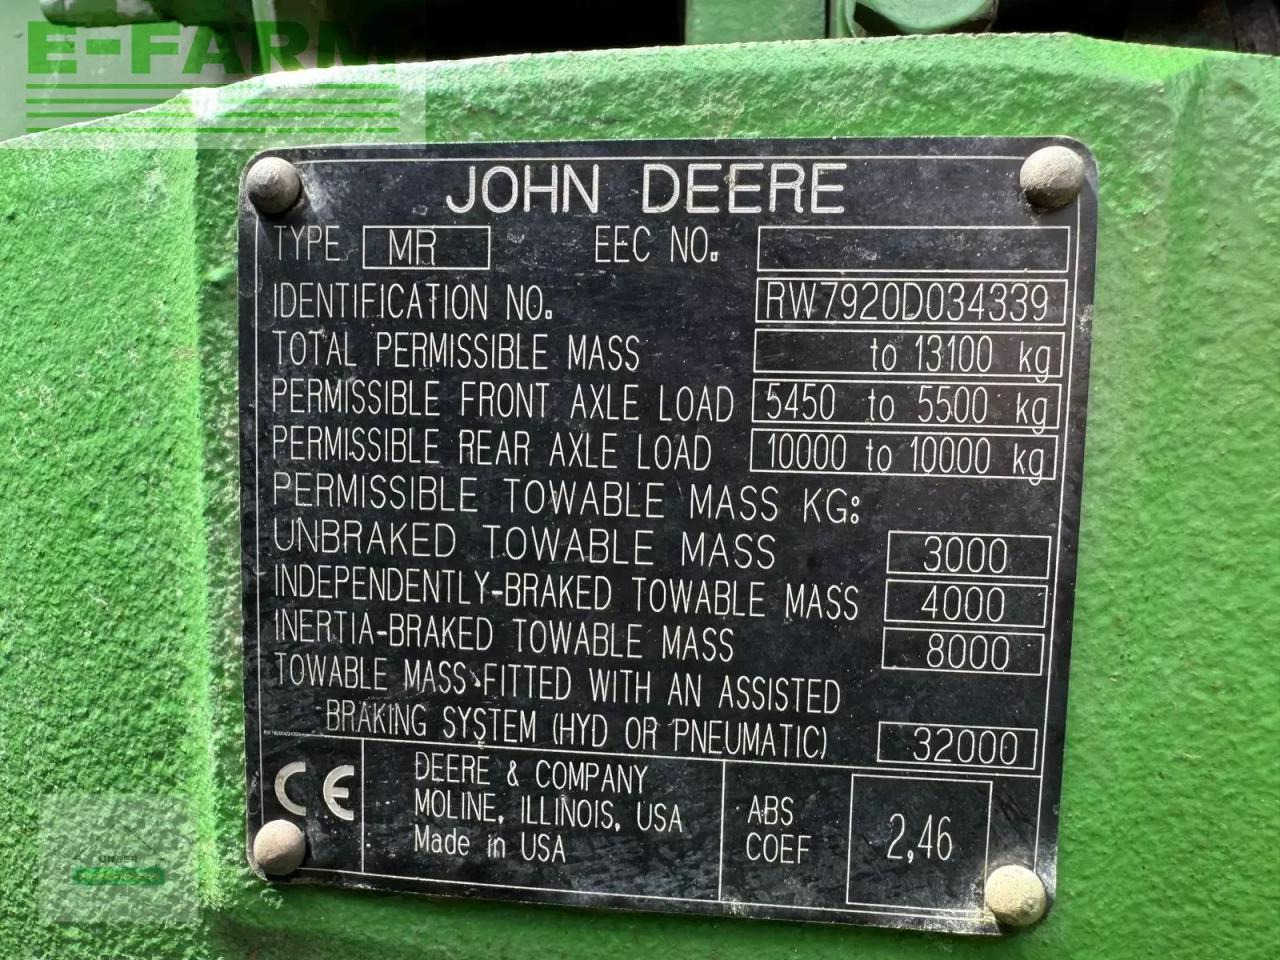 E-FARM
JOHN DEERE
TYPE MR EEC NO.
IDENTIFICATION NO. RW7920D034339
TOTAL PERMISSIBLE MASS to 13100 kg
PERMISSIBLE FRONT AXLE LOAD 5450 to 5500 kg
PERMISSIBLE REAR AXLE LOAD 10000 to 10000 kg
PERMISSIBLE TOWABLE MASS KG:
UNBRAKED TOWABLE MASS 3000
INDEPENDENTLY-BRAKED TOWABLE MASS 4000
INERTIA-BRAKED TOWABLE MASS 8000
TOWABLE MASS FITTED WITH AN ASSISTED
BRAKING SYSTEM (HYD OR PNEUMATIC) 32000
CE
DEERE & COMPANY
MOLINE, ILLINOIS, USA
Made in USA
ABS
COEF
2,46